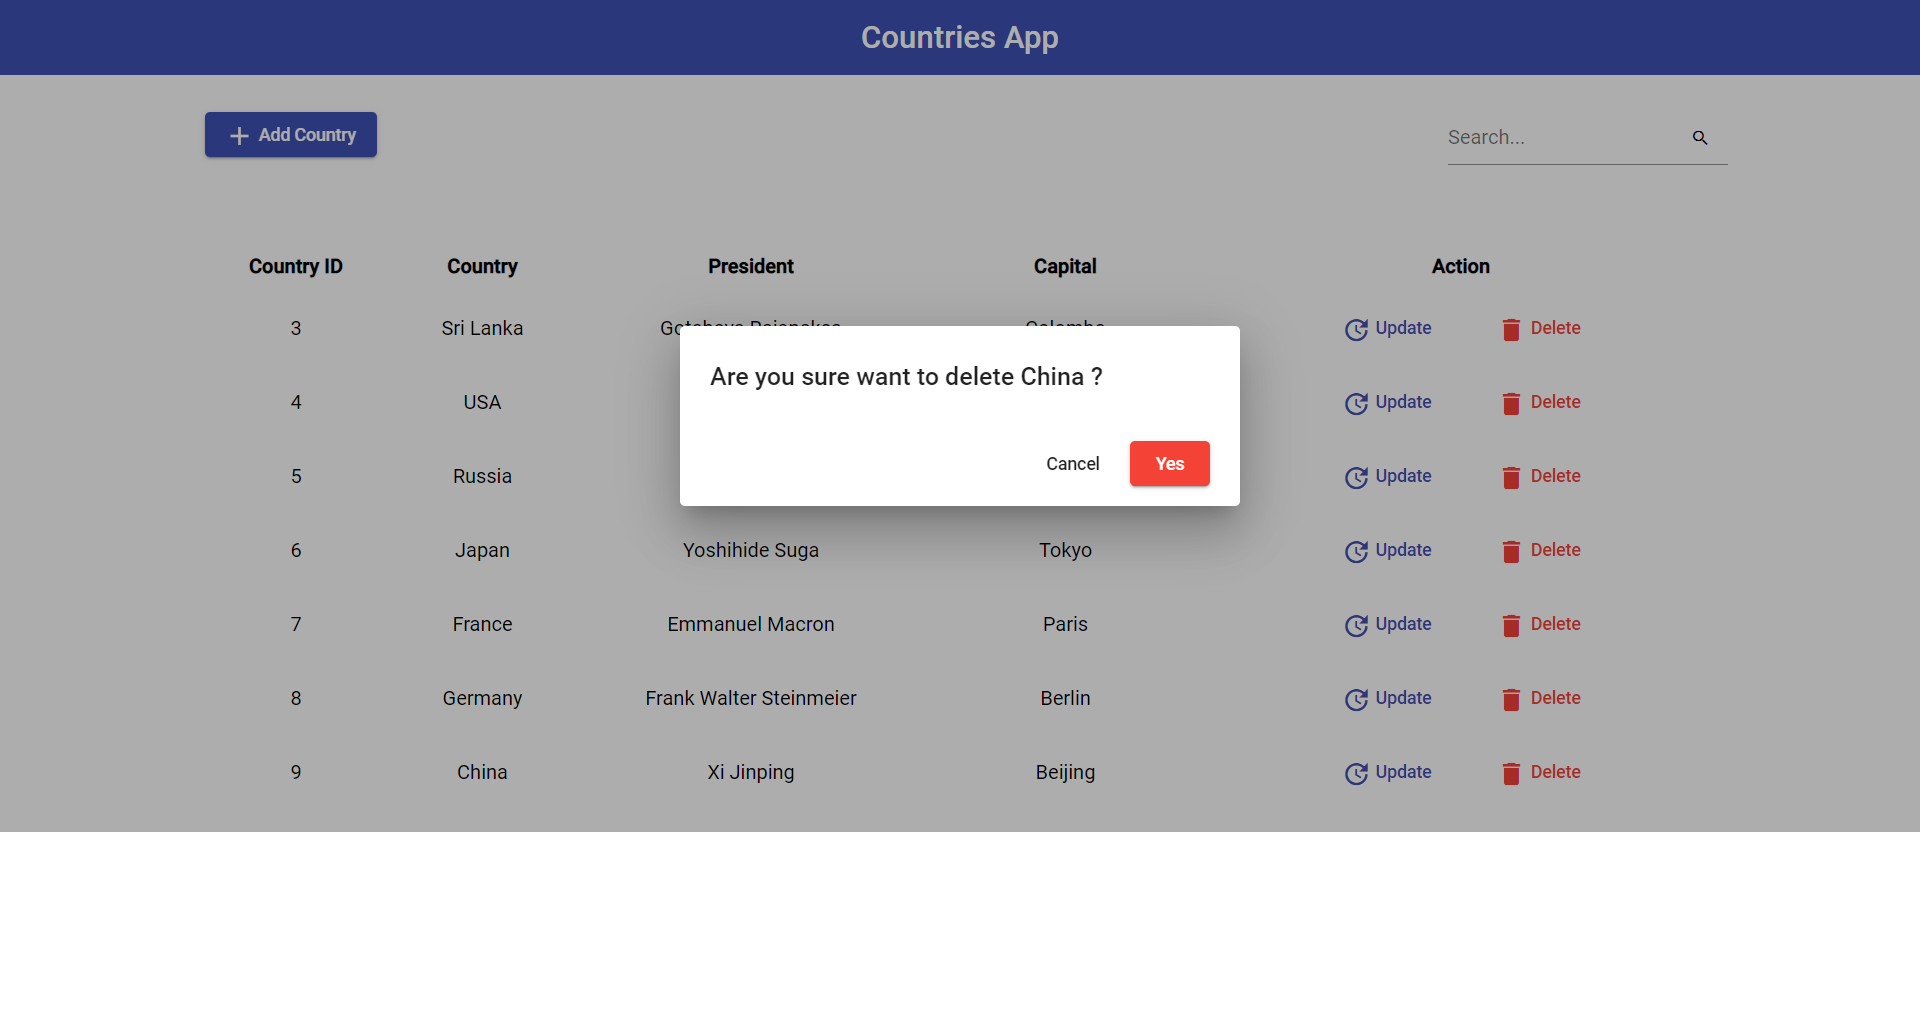 Countries App
Add Country
Search...
Country ID Country President Capital Action
3 Sri Lanka Update Delete
Are you sure want to delete China ?
4 USA Update Delete
Cancel Yes
5 Russia Update Delete
6 Japan Yoshihide Suga Tokyo Update Delete
7 France Emmanuel Macron Paris Update Delete
8 Germany Frank Walter Steinmeier Berlin Update Delete
9 China Xi Jinping Beijing Update Delete